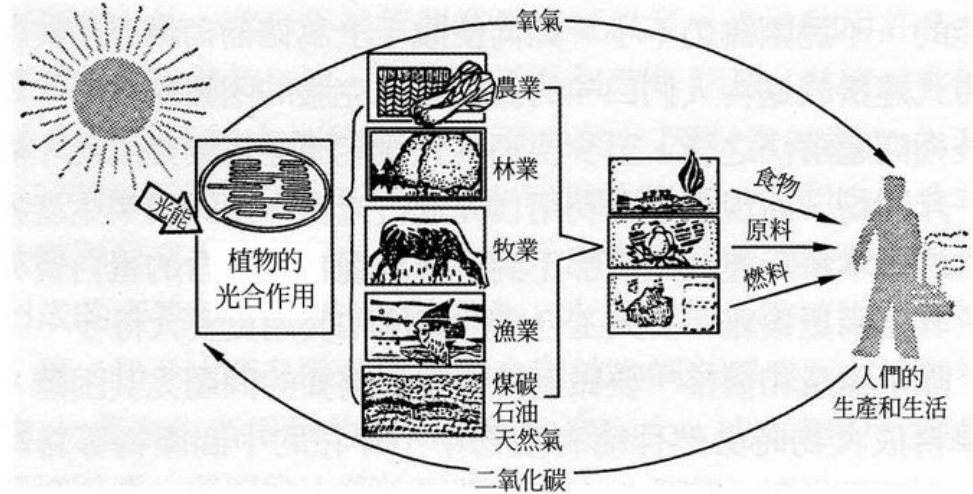 氧氣
光能
植物的
光合作用
農業
林業
牧業
漁業
煤碳
石油
天然氣
食物
原料
燃料
人們的
生產和生活
二氧化碳